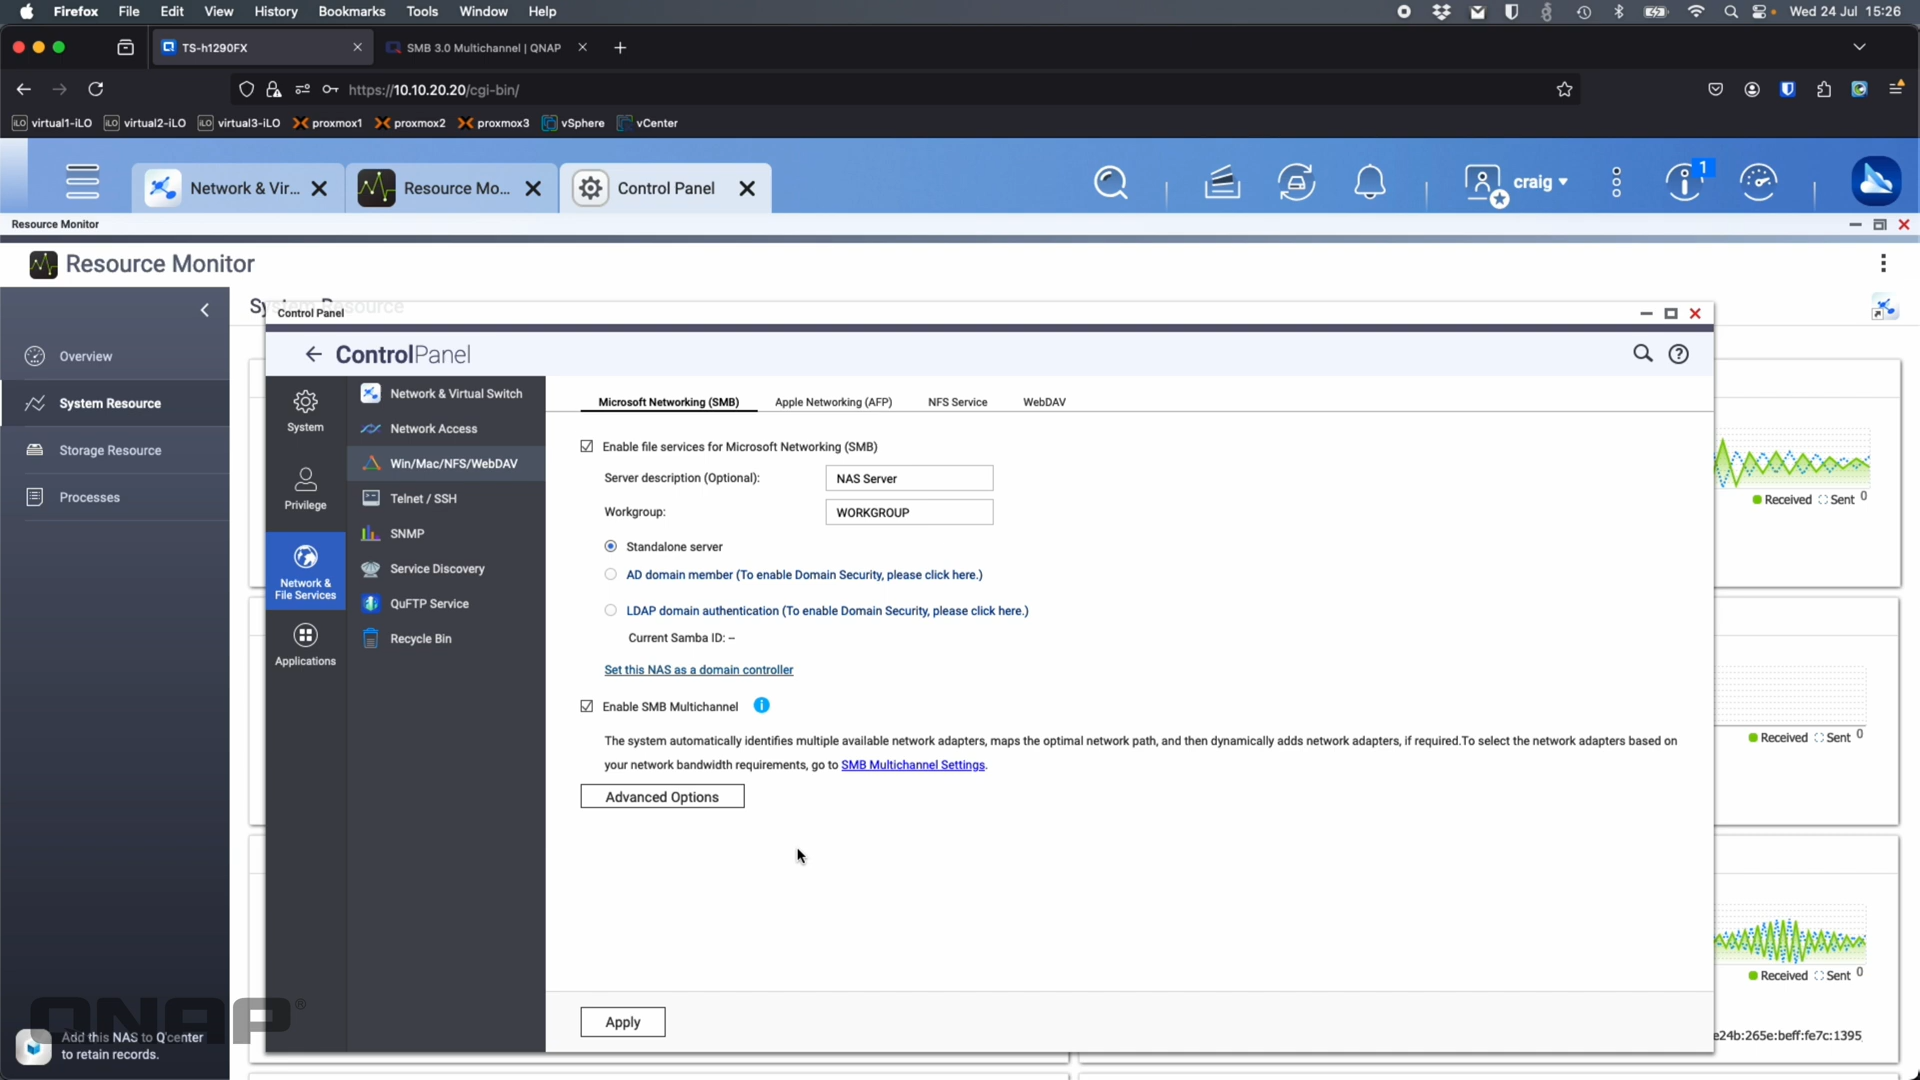 Firefox File Edit View History Bookmarks Tools Window Help Wed 24 Jul 15:26
TS-h1290FX SMB 3.0 Multichannel | QNAP
https://10.10.20.20/cgi-bin/
iLO virtual1-iLO iLO virtual2-iLO iLO virtual3-iLO proxmox1 proxmox2 proxmox3 vSphere vCenter
Network & Vir... Resource Mo... Control Panel craig 1
Resource Monitor
Resource Monitor
System Resource
Overview
System Resource
Storage Resource
Processes
Control Panel
ControlPanel
System
Privilege
Network &
File Services
Applications
Network & Virtual Switch
Network Access
Win/Mac/NFS/WebDAV
Telnet / SSH
SNMP
Service Discovery
QuFTP Service
Recycle Bin
Microsoft Networking (SMB) Apple Networking (AFP) NFS Service WebDAV
Enable file services for Microsoft Networking (SMB)
Server description (Optional): NAS Server
Workgroup: WORKGROUP
Standalone server
AD domain member (To enable Domain Security, please click here.)
LDAP domain authentication (To enable Domain Security, please click here.)
Current Samba ID: --
Set this NAS as a domain controller
Enable SMB Multichannel
The system automatically identifies multiple available network adapters, maps the optimal network path, and then dynamically adds network adapters, if required.To select the network adapters based on
your network bandwidth requirements, go to SMB Multichannel Settings.
Advanced Options
Apply
Received Sent 0
Received Sent 0
Received Sent 0
e24b:265e:beff:fe7c:1395
QNAP®
Add this NAS to Q'center
to retain records.